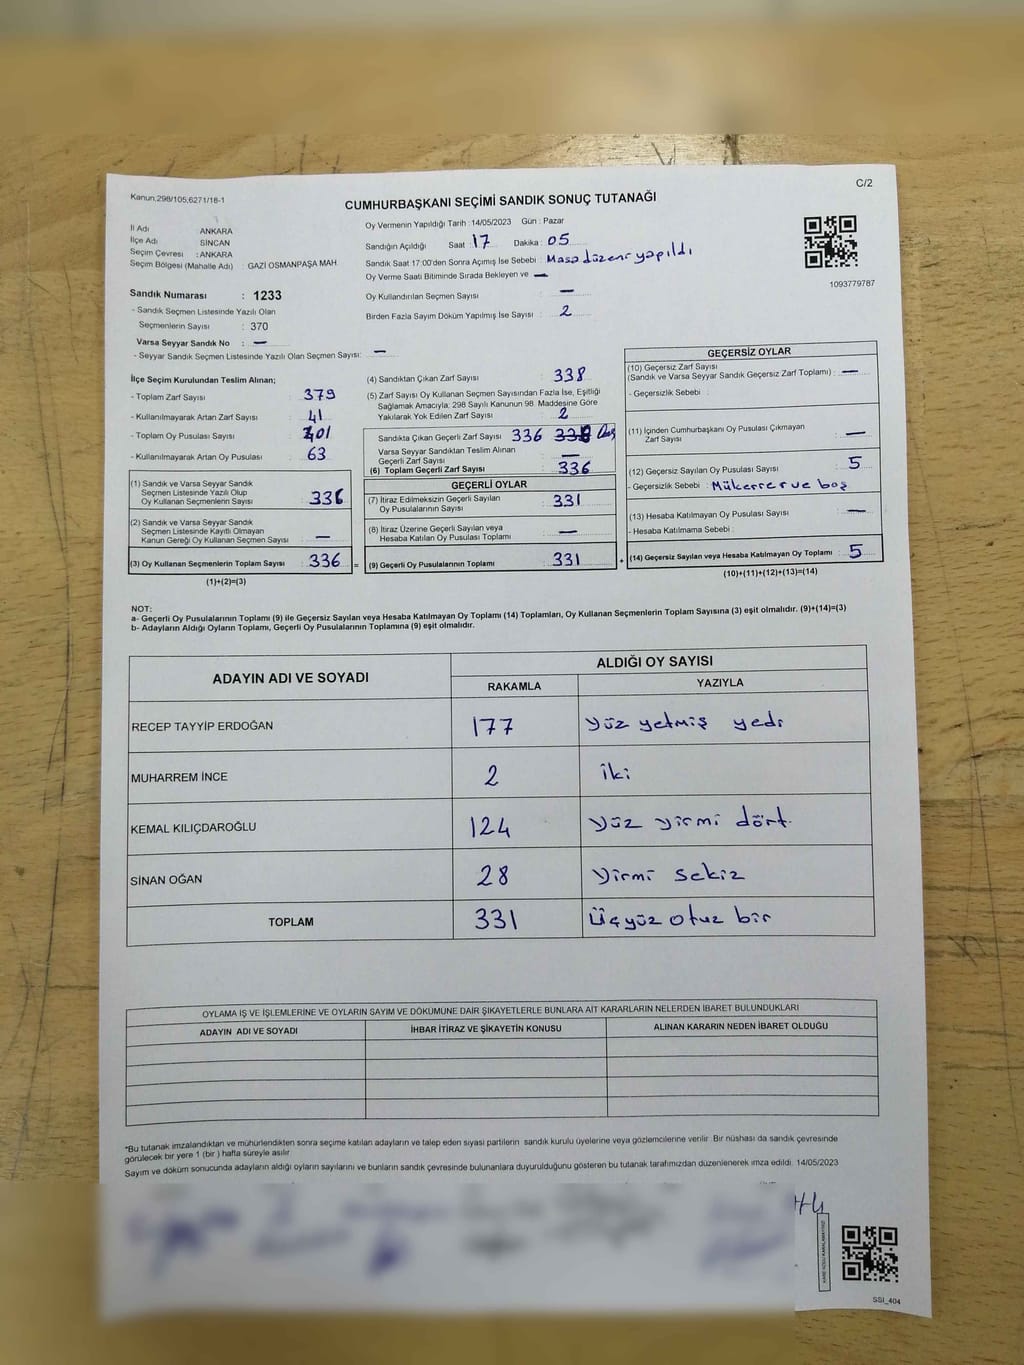 C/2
Kanun;298/105;6271/18-1
CUMHURBAŞKANI SEÇİMİ SANDIK SONUÇ TUTANAĞI
İl Adı ANKARA
İlçe Adı SİNCAN
Seçim Çevresi : ANKARA
Seçim Bölgesi (Mahalle Adı) : GAZİ OSMANPAŞA MAH.
Oy Vermenin Yapıldığı Tarih :14/05/2023 Gün : Pazar
Sandığın Açıldığı Saat : 17 Dakika : 05
Sandık Saat 17:00'den Sonra Açımış İse Sebebi : Masa düzeni yapıldı
Oy Verme Saati Bitiminde Sırada Bekleyen ve —
Oy Kullandırılan Seçmen Sayısı : —
Birden Fazla Sayım Döküm Yapılmış İse Sayısı : 2
1093779787
Sandık Numarası : 1233
- Sandık Seçmen Listesinde Yazılı Olan
Seçmenlerin Sayısı : 370
Varsa Seyyar Sandık No : —
- Seyyar Sandık Seçmen Listesinde Yazılı Olan Seçmen Sayısı: —
İlçe Seçim Kurulundan Teslim Alınan;
- Toplam Zarf Sayısı : 379
- Kullanılmayarak Artan Zarf Sayısı : 41
- Toplam Oy Pusulası Sayısı : 401
- Kullanılmayarak Artan Oy Pusulası : 63
(1) Sandık ve Varsa Seyyar Sandık
Seçmen Listesinde Yazılı Olup
Oy Kullanan Seçmenlerin Sayısı : 336
(2) Sandık ve Varsa Seyyar Sandık
Seçmen Listesinde Kayıtlı Olmayan
Kanun Gereği Oy Kullanan Seçmen Sayısı : —
(3) Oy Kullanan Seçmenlerin Toplam Sayısı : 336 =
(1)+(2)=(3)
(4) Sandıktan Çıkan Zarf Sayısı : 338
(5) Zarf Sayısı Oy Kullanan Seçmen Sayısından Fazla İse, Eşitliği
Sağlamak Amacıyla; 298 Sayılı Kanunun 98. Maddesine Göre
Yakılarak Yok Edilen Zarf Sayısı : 2
Sandıkta Çıkan Geçerli Zarf Sayısı : 336 338
Varsa Seyyar Sandıktan Teslim Alınan
Geçerli Zarf Sayısı : —
(6) Toplam Geçerli Zarf Sayısı : 336
GEÇERLİ OYLAR
(7) İtiraz Edilmeksizin Geçerli Sayılan
Oy Pusulalarının Sayısı : 331
(8) İtiraz Üzerine Geçerli Sayılan veya
Hesaba Katılan Oy Pusulası Toplamı : —
(9) Geçerli Oy Pusulalarının Toplamı : 331 +
GEÇERSİZ OYLAR
(10) Geçersiz Zarf Sayısı
(Sandık ve Varsa Seyyar Sandık Geçersiz Zarf Toplamı) : —
- Geçersizlik Sebebi :
(11) İçinden Cumhurbaşkanı Oy Pusulası Çıkmayan
Zarf Sayısı : —
(12) Geçersiz Sayılan Oy Pusulası Sayısı : 5
- Geçersizlik Sebebi : Mükerrer ve boş
(13) Hesaba Katılmayan Oy Pusulası Sayısı : —
- Hesaba Katılmama Sebebi :
(14) Geçersiz Sayılan veya Hesaba Katılmayan Oy Toplamı : 5
(10)+(11)+(12)+(13)=(14)
NOT:
a- Geçerli Oy Pusulalarının Toplamı (9) ile Geçersiz Sayılan veya Hesaba Katılmayan Oy Toplamı (14) Toplamları, Oy Kullanan Seçmenlerin Toplam Sayısına (3) eşit olmalıdır. (9)+(14)=(3)
b- Adayların Aldığı Oyların Toplamı, Geçerli Oy Pusulalarının Toplamına (9) eşit olmalıdır.
ADAYIN ADI VE SOYADI ALDIĞI OY SAYISI
RAKAMLA YAZIYLA
RECEP TAYYİP ERDOĞAN 177 yüz yetmiş yedi
MUHARREM İNCE 2 iki
KEMAL KILIÇDAROĞLU 124 yüz yirmi dört
SİNAN OĞAN 28 yirmi sekiz
TOPLAM 331 Üçyüz otuz bir
OYLAMA İŞ VE İŞLEMLERİNE VE OYLARIN SAYIM VE DÖKÜMÜNE DAİR ŞİKAYETLERLE BUNLARA AİT KARARLARIN NELERDEN İBARET BULUNDUKLARI
ADAYIN ADI VE SOYADI İHBAR İTİRAZ VE ŞİKAYETİN KONUSU ALINAN KARARIN NEDEN İBARET OLDUĞU
*Bu tutanak imzalandıktan ve mühürlendikten sonra seçime katılan adayların ve talep eden siyasi partilerin sandık kurulu üyelerine veya gözlemcilerine verilir. Bir nüshası da sandık çevresinde
görülecek bir yere 1 (bir ) hafta süreyle asılır.
Sayım ve döküm sonucunda adayların aldığı oyların sayılarını ve bunların sandık çevresinde bulunanlara duyurulduğunu gösteren bu tutanak tarafımızdan düzenlenerek imza edildi. 14/05/2023
KARE KODU KARALAMAYINIZ!
SSI_404